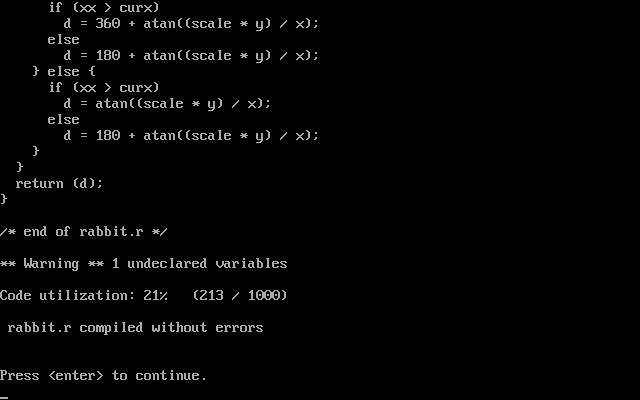 if (xx > curx)
d = 360 + atan((scale * y) / x);
else
d = 180 + atan((scale * y) / x);
} else {
if (xx > curx)
d = atan((scale * y) / x);
else
d = 180 + atan((scale * y) / x);
}
}
return (d);
}
/* end of rabbit.r */
** Warning ** 1 undeclared variables
Code utilization: 21%   (213 / 1000)
rabbit.r compiled without errors
Press <enter> to continue.
_